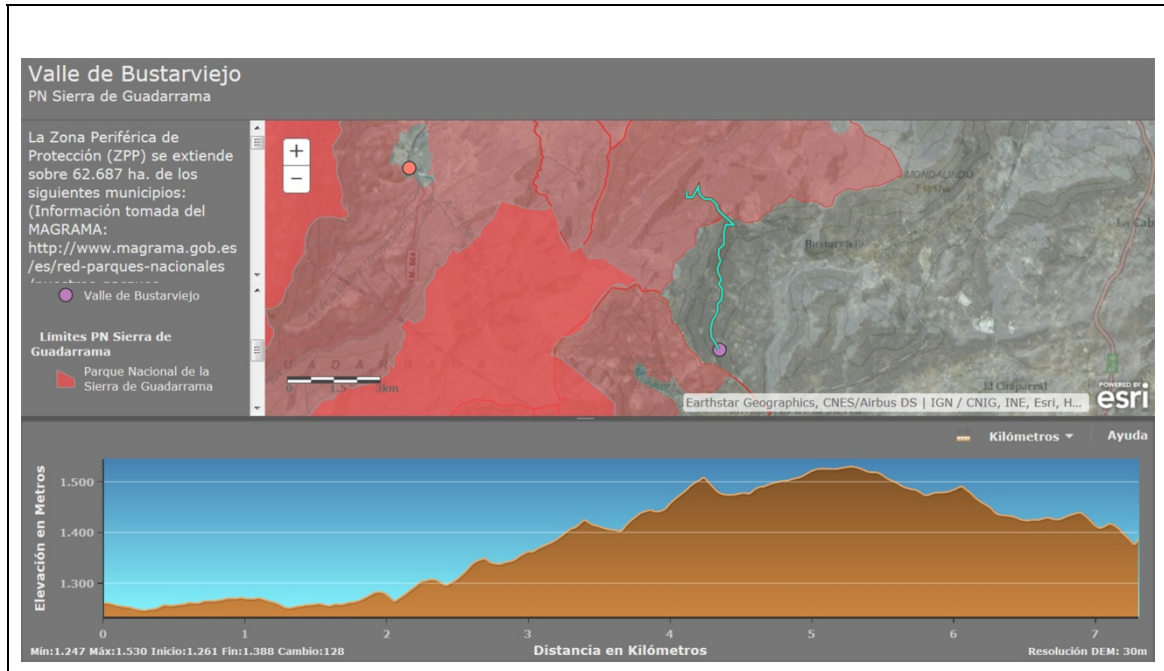 Valle de Bustarviejo
PN Sierra de Guadarrama
La Zona Periférica de
Protección (ZPP) se extiende
sobre 62.687 ha. de los
siguientes municipios:
(Información tomada del
MAGRAMA:
http://www.magrama.gob.es
/es/red-parques-nacionales
Valle de Bustarviejo
Límites PN Sierra de
Guadarrama
Parque Nacional de la
Sierra de Guadarrama
+
−
MONDALINDO
Bustarviejo
La Cab
U A D A R
0 1.5 3km
El Chaparral
Earthstar Geographics, CNES/Airbus DS | IGN / CNIG, INE, Esri, H...
POWERED BY
esri
Kilómetros Ayuda
Elevación en Metros
1.500
1.400
1.300
0 1 2 3 4 5 6 7
Mín:1.247 Máx:1.530 Inicio:1.261 Fin:1.388 Cambio:128
Distancia en Kilómetros
Resolución DEM: 30m